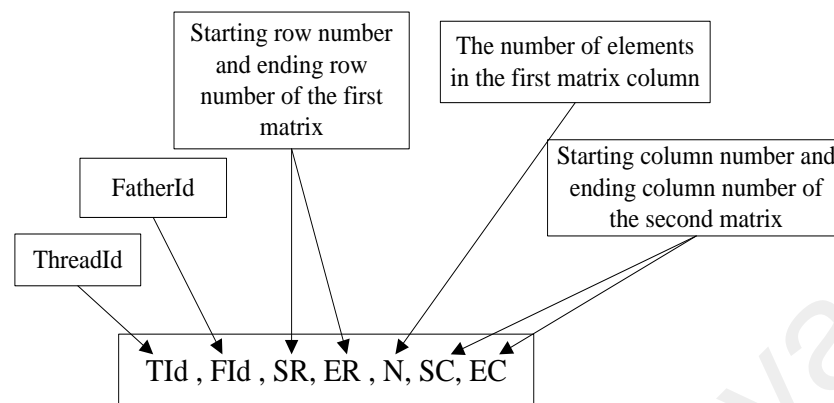 Starting row number
and ending row
number of the first
matrix
The number of elements
in the first matrix column
Starting column number and
ending column number of
the second matrix
FatherId
ThreadId
TId , FId , SR, ER , N, SC, EC